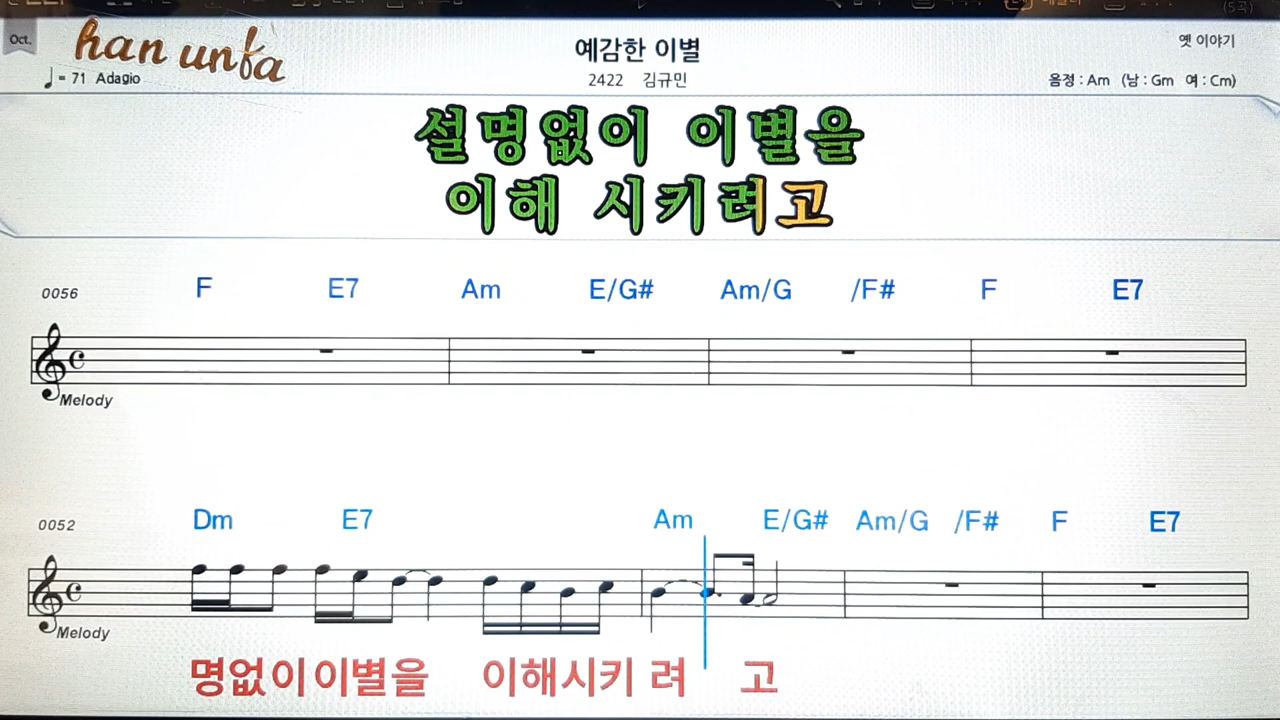 (5곡)
Oct.
han unba
= 71 Adagio
예감한 이별
2422 김규민
옛 이야기
음정 : Am (남 : Gm 여 : Cm)
설명없이 이별을
이해 시키려고
0056
F E7 Am E/G# Am/G /F# F E7
Melody
0052
Dm E7 Am E/G# Am/G /F# F E7
Melody
명없이이별을 이해시키 려 고